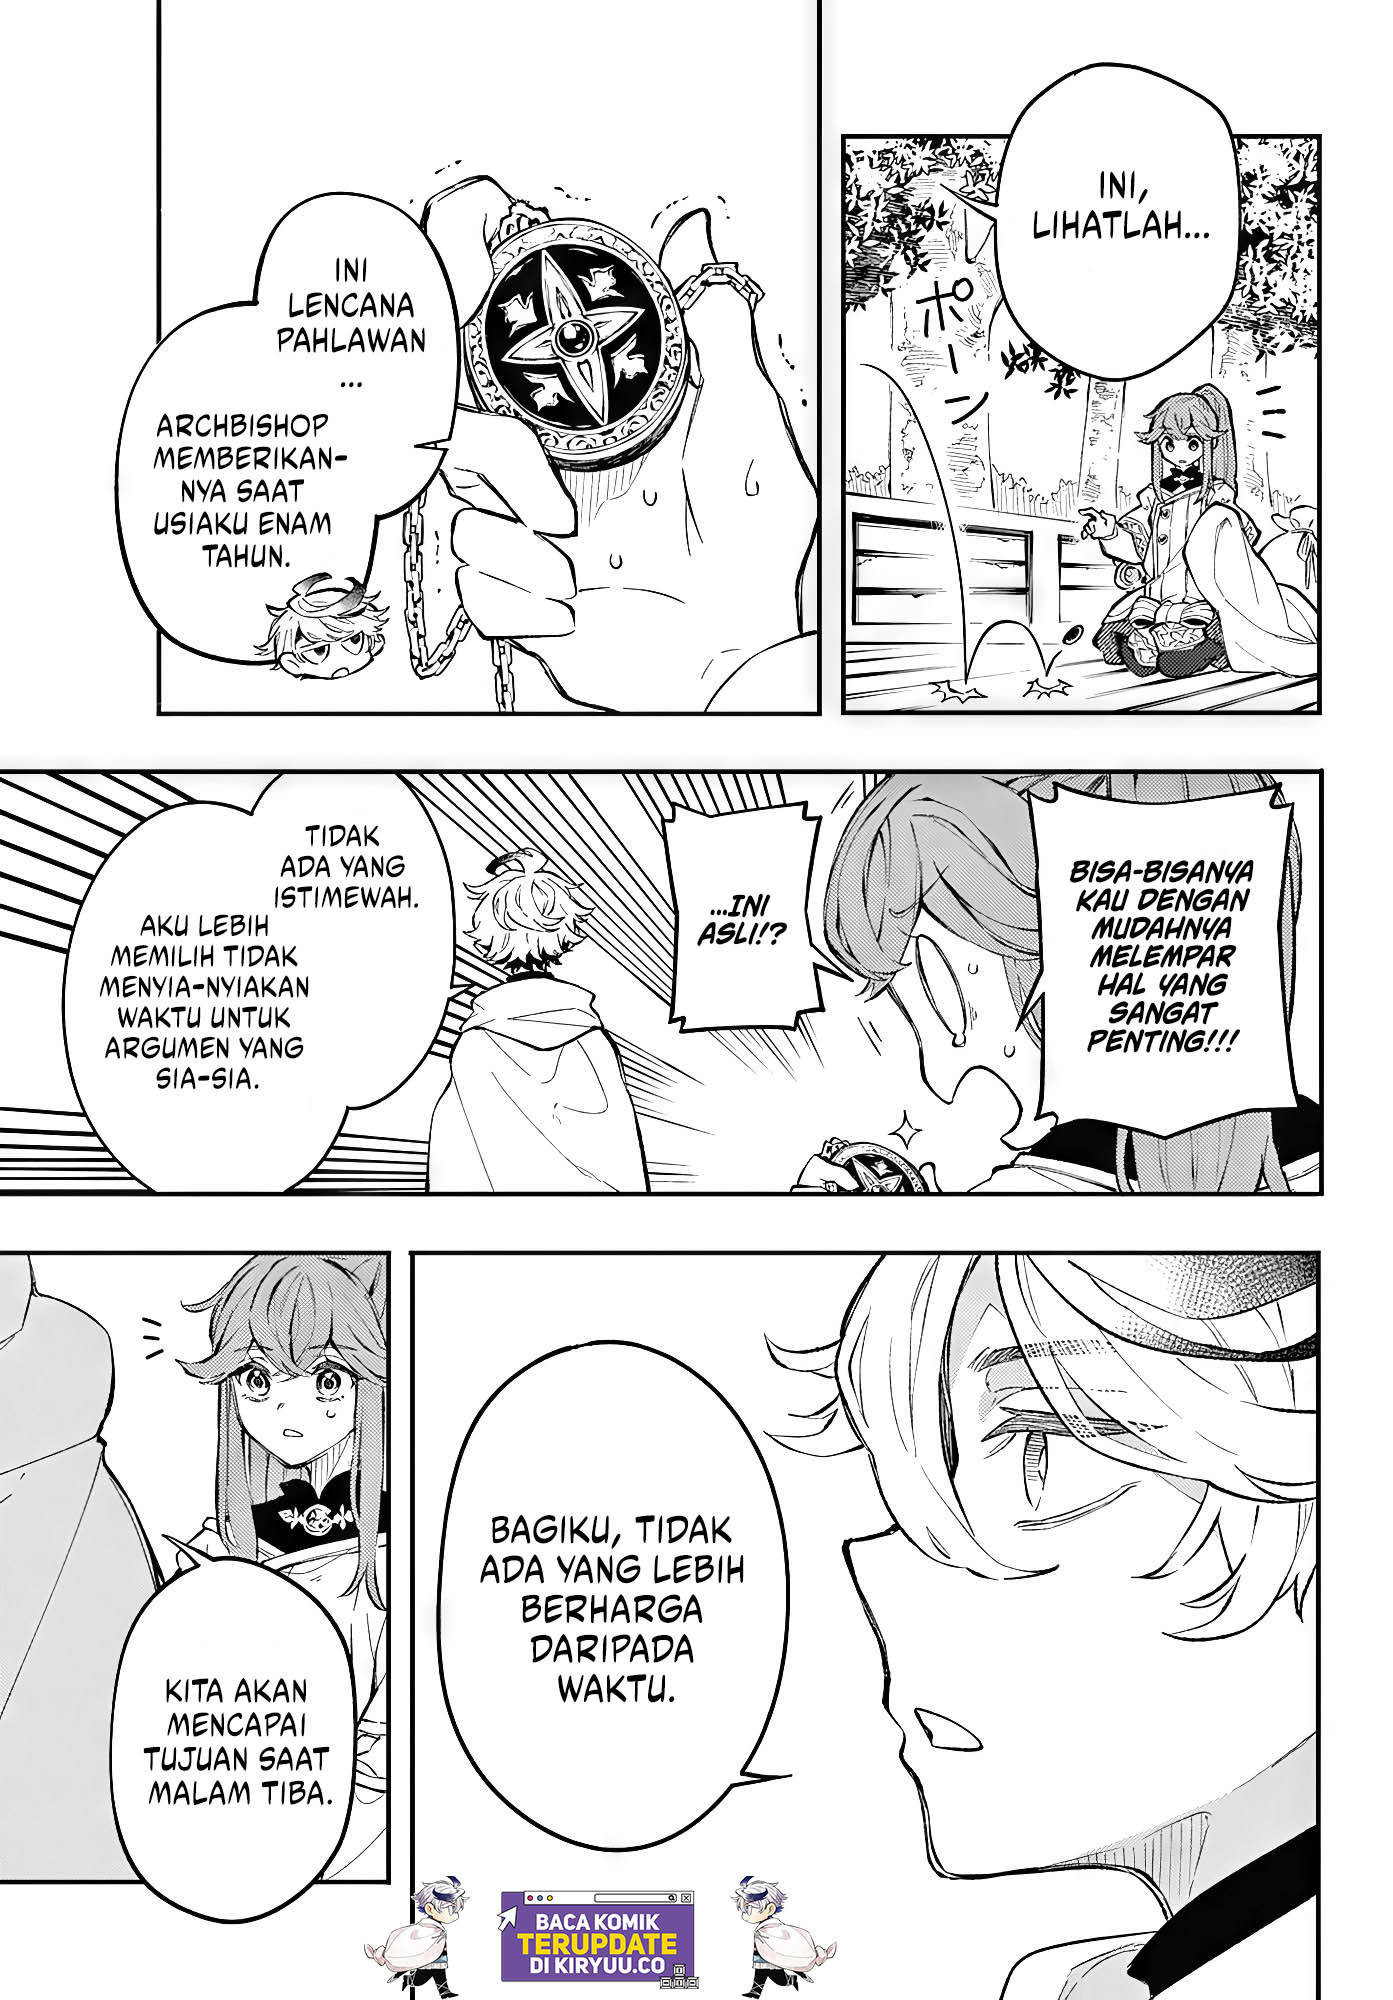 INI,
LIHATLAH...
ポーン
INI
LENCANA
PAHLAWAN
...
ARCHBISHOP
MEMBERIKAN-
NYA SAAT
USIAKU ENAM
TAHUN.
BISA-BISANYA
KAU DENGAN
MUDAHNYA
MELEMPAR
HAL YANG
SANGAT
PENTING!!!
...INI
ASLI!?
TIDAK
ADA YANG
ISTIMEWAH.
AKU LEBIH
MEMILIH TIDAK
MENYIA-NYIAKAN
WAKTU UNTUK
ARGUMEN YANG
SIA-SIA.
BAGIKU, TIDAK
ADA YANG LEBIH
BERHARGA
DARIPADA
WAKTU.
KITA AKAN
MENCAPAI
TUJUAN SAAT
MALAM TIBA.
BACA KOMIK
TERUPDATE
DI KIRYUU.CO